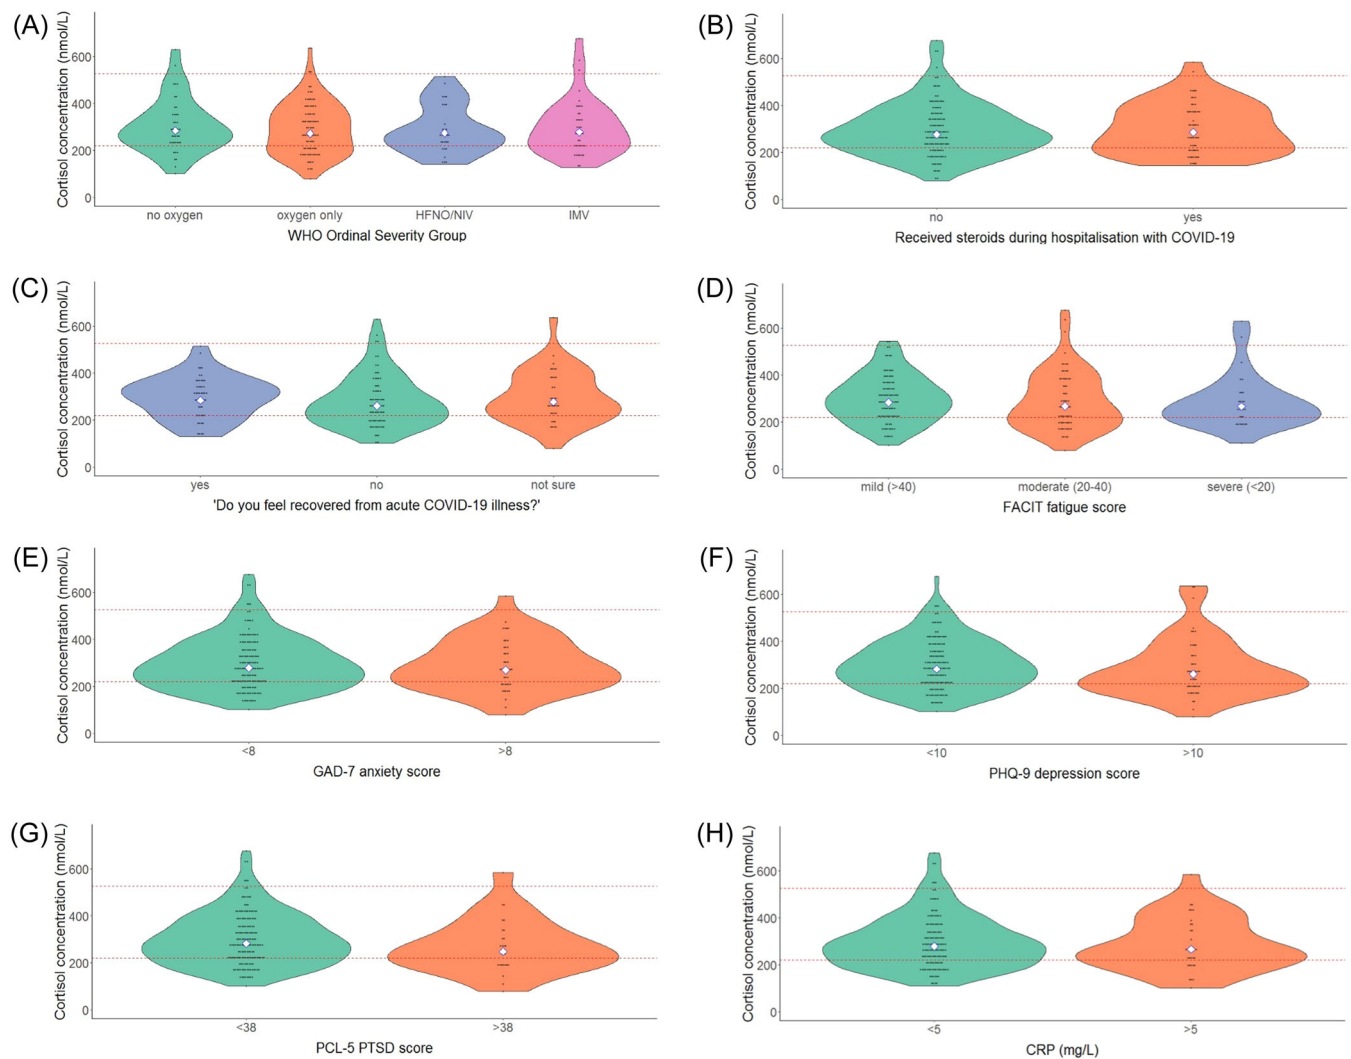 (A)
Cortisol concentration (nmol/L)
600
400
200
0
no oxygen oxygen only HFNO/NIV IMV
WHO Ordinal Severity Group
(B)
Cortisol concentration (nmol/L)
600
400
200
0
no yes
Received steroids during hospitalisation with COVID-19
(C)
Cortisol concentration (nmol/L)
600
400
200
0
yes no not sure
'Do you feel recovered from acute COVID-19 illness?'
(D)
Cortisol concentration (nmol/L)
600
400
200
0
mild (>40) moderate (20-40) severe (<20)
FACIT fatigue score
(E)
Cortisol concentration (nmol/L)
600
400
200
0
<8 >8
GAD-7 anxiety score
(F)
Cortisol concentration (nmol/L)
600
400
200
0
<10 >10
PHQ-9 depression score
(G)
Cortisol concentration (nmol/L)
600
400
200
0
<38 >38
PCL-5 PTSD score
(H)
Cortisol concentration (nmol/L)
600
400
200
0
<5 >5
CRP (mg/L)